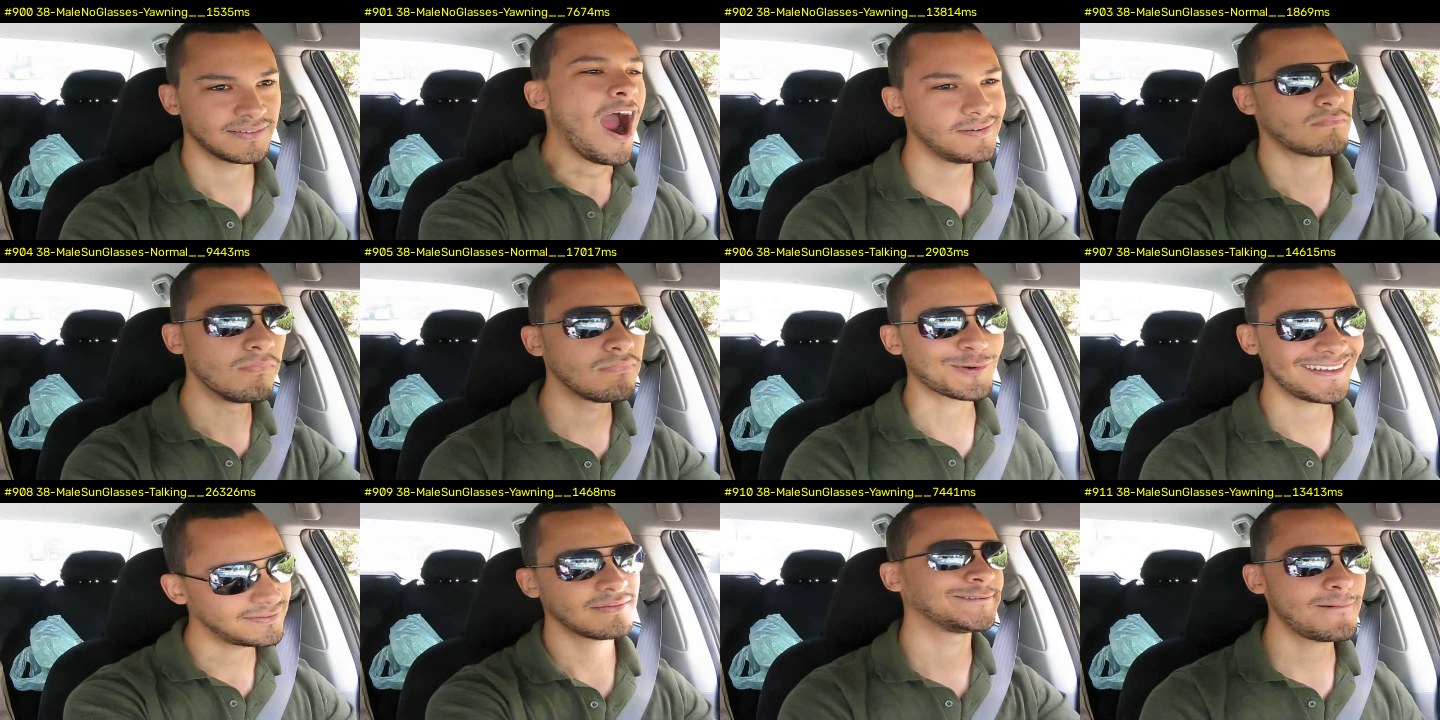 #900 38-MaleNoGlasses-Yawning__1535ms
#901 38-MaleNoGlasses-Yawning__7674ms
#902 38-MaleNoGlasses-Yawning__13814ms
#903 38-MaleSunGlasses-Normal__1869ms
#904 38-MaleSunGlasses-Normal__9443ms
#905 38-MaleSunGlasses-Normal__17017ms
#906 38-MaleSunGlasses-Talking__2903ms
#907 38-MaleSunGlasses-Talking__14615ms
#908 38-MaleSunGlasses-Talking__26326ms
#909 38-MaleSunGlasses-Yawning__1468ms
#910 38-MaleSunGlasses-Yawning__7441ms
#911 38-MaleSunGlasses-Yawning__13413ms